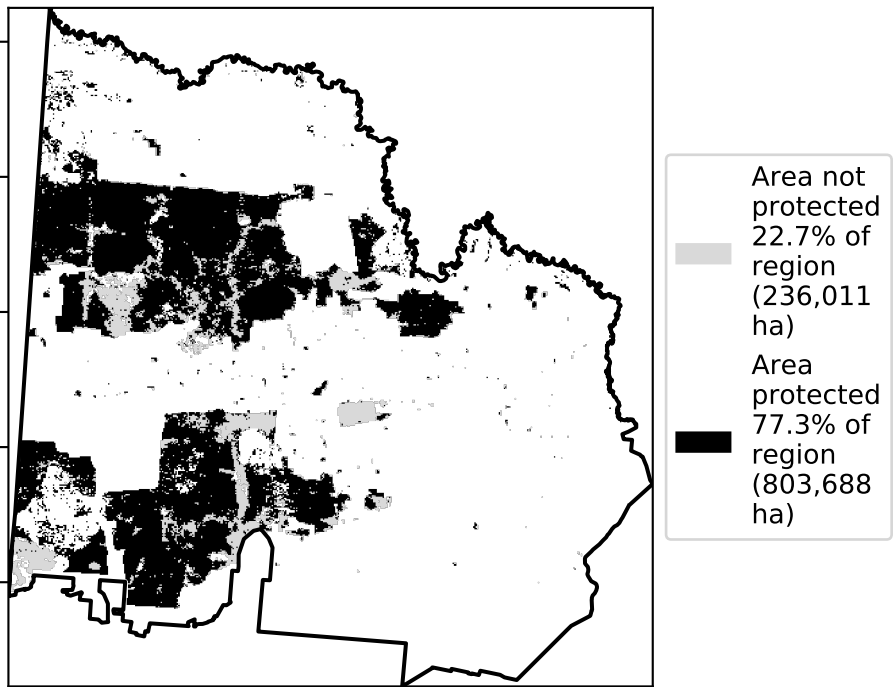 Area not
protected
22.7% of
region
(236,011
ha)
Area
protected
77.3% of
region
(803,688
ha)